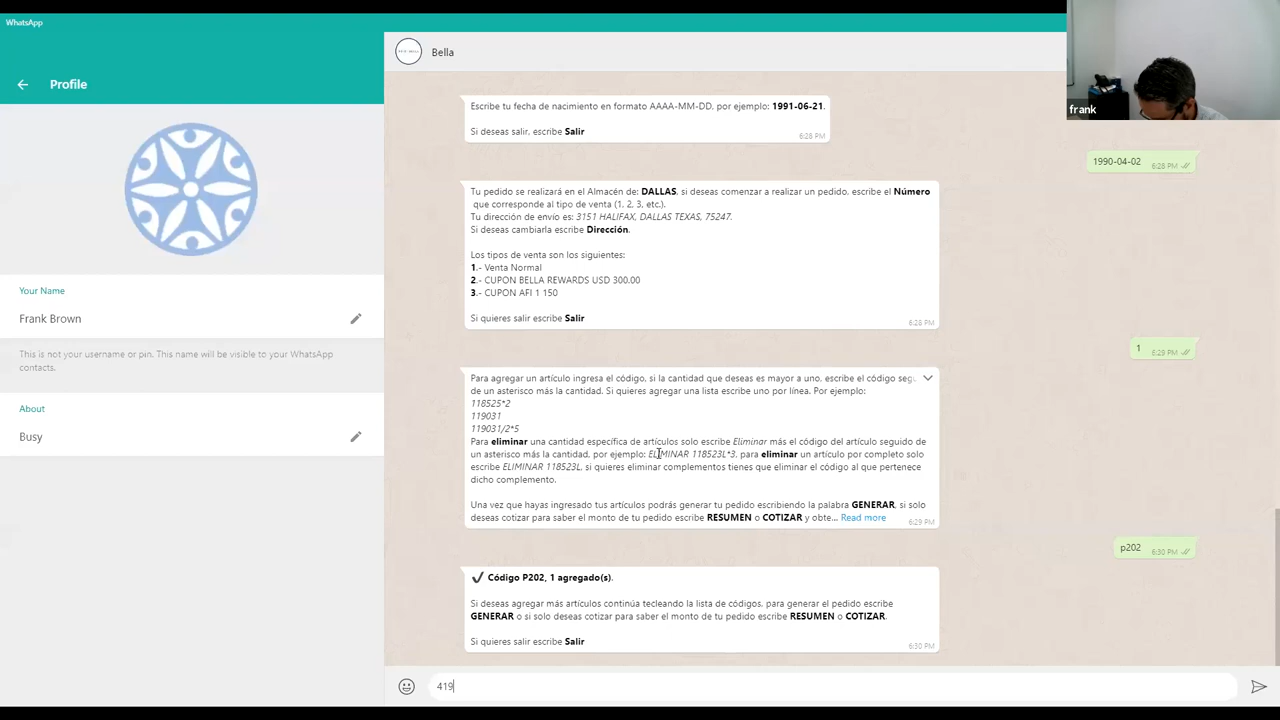 WhatsApp
Profile
Your Name
Frank Brown
This is not your username or pin. This name will be visible to your WhatsApp
contacts.
About
Busy
Bella
Escribe tu fecha de nacimiento en formato AAAA-MM-DD, por ejemplo: 1991-06-21.
Si deseas salir, escribe Salir
6:28 PM
1990-04-02
6:28 PM
Tu pedido se realizará en el Almacén de: DALLAS, si deseas comenzar a realizar un pedido, escribe el Número
que corresponde al tipo de venta (1, 2, 3, etc.).
Tu dirección de envío es: 3151 HALIFAX, DALLAS TEXAS, 75247.
Si deseas cambiarla escribe Dirección.
Los tipos de venta son los siguientes:
1.- Venta Normal
2.- CUPON BELLA REWARDS USD 300.00
3.- CUPON AFI 1 150
Si quieres salir escribe Salir
6:28 PM
1
6:29 PM
Para agregar un artículo ingresa el código, si la cantidad que deseas es mayor a uno, escribe el código segu
de un asterisco más la cantidad. Si quieres agregar una lista escribe uno por línea. Por ejemplo:
118525*2
119031
119031/2*5
Para eliminar una cantidad específica de artículos solo escribe Eliminar más el código del artículo seguido de
un asterisco más la cantidad, por ejemplo: ELIMINAR 118523L*3, para eliminar un artículo por completo solo
escribe ELIMINAR 118523L, si quieres eliminar complementos tienes que eliminar el código al que pertenece
dicho complemento.
Una vez que hayas ingresado tus artículos podrás generar tu pedido escribiendo la palabra GENERAR, si solo
deseas cotizar para saber el monto de tu pedido escribe RESUMEN o COTIZAR y obte... Read more
6:29 PM
p202
6:30 PM
✔ Código P202, 1 agregado(s).
Si deseas agregar más artículos continúa tecleando la lista de códigos, para generar el pedido escribe
GENERAR o si solo deseas cotizar para saber el monto de tu pedido escribe RESUMEN o COTIZAR.
Si quieres salir escribe Salir
6:30 PM
419
frank